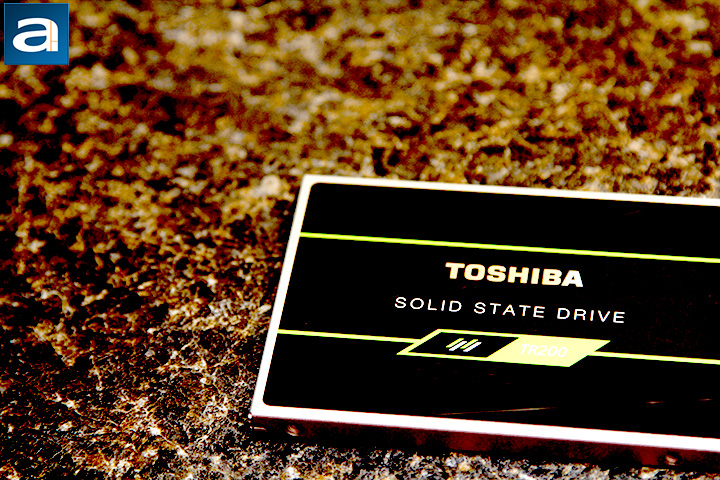 a
TOSHIBA
SOLID STATE DRIVE
TR200